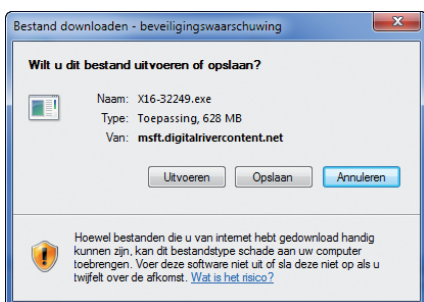 Bestand downloaden - beveiligingswaarschuwing
Wilt u dit bestand uitvoeren of opslaan?
Naam: X16-32249.exe
Type: Toepassing, 628 MB
Van: msft.digitalrivercontent.net
Uitvoeren Opslaan Annuleren
Hoewel bestanden die u van internet hebt gedownload handig
kunnen zijn, kan dit bestandstype schade aan uw computer
toebrengen. Voer deze software niet uit of sla deze niet op als u
twijfelt over de afkomst. Wat is het risico?